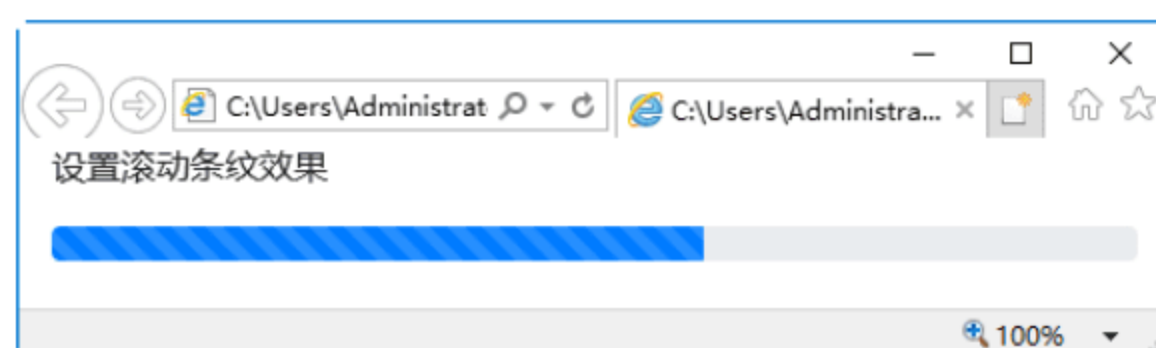 C:\Users\Administrat
C:\Users\Administra...
设置滚动条纹效果
100%